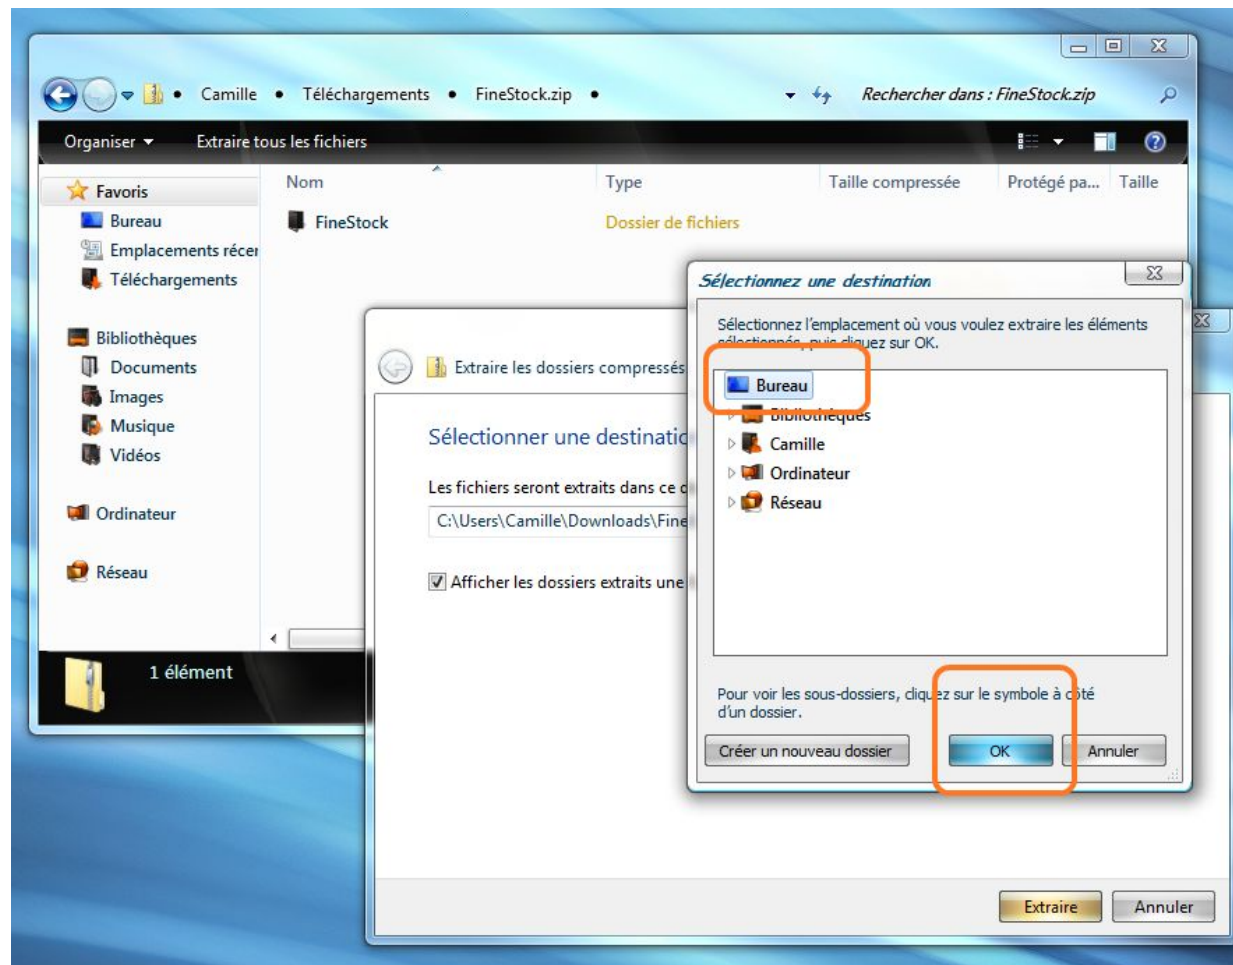 Camille • Téléchargements • FineStock.zip •
Rechercher dans : FineStock.zip
Organiser
Extraire tous les fichiers
Favoris
Bureau
Emplacements récen
Téléchargements
Bibliothèques
Documents
Images
Musique
Vidéos
Ordinateur
Réseau
Nom
Type
Taille compressée
Protégé pa...
Taille
FineStock
Dossier de fichiers
1 élément
Extraire les dossiers compressés
Sélectionner une destinatio
Les fichiers seront extraits dans ce d
C:\Users\Camille\Downloads\Fine
Afficher les dossiers extraits une
Extraire
Annuler
Sélectionnez une destination
Sélectionnez l'emplacement où vous voulez extraire les éléments
sélectionnés, puis cliquez sur OK.
Bureau
Bibliothèques
Camille
Ordinateur
Réseau
Pour voir les sous-dossiers, cliquez sur le symbole à côté
d'un dossier.
Créer un nouveau dossier
OK
Annuler